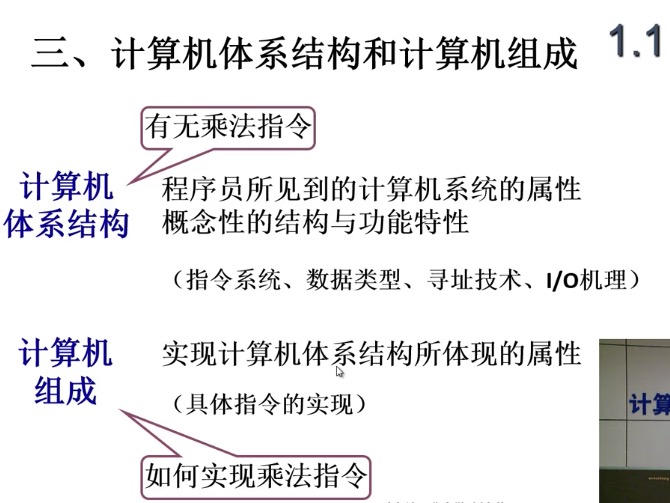 三、计算机体系结构和计算机组成
1.1
有无乘法指令
计算机
体系结构
程序员所见到的计算机系统的属性
概念性的结构与功能特性
（指令系统、数据类型、寻址技术、I/O机理）
计算机
组成
实现计算机体系结构所体现的属性
（具体指令的实现）
计算
如何实现乘法指令